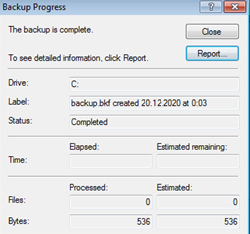 Backup Progress
?
The backup is complete.
Close
To see detailed information, click Report.
Report...
Drive: C:
Label: backup.bkf created 20.12.2020 at 0:03
Status: Completed
Elapsed: Estimated remaining:
Time:
Processed: Estimated:
Files: 0 0
Bytes: 536 536